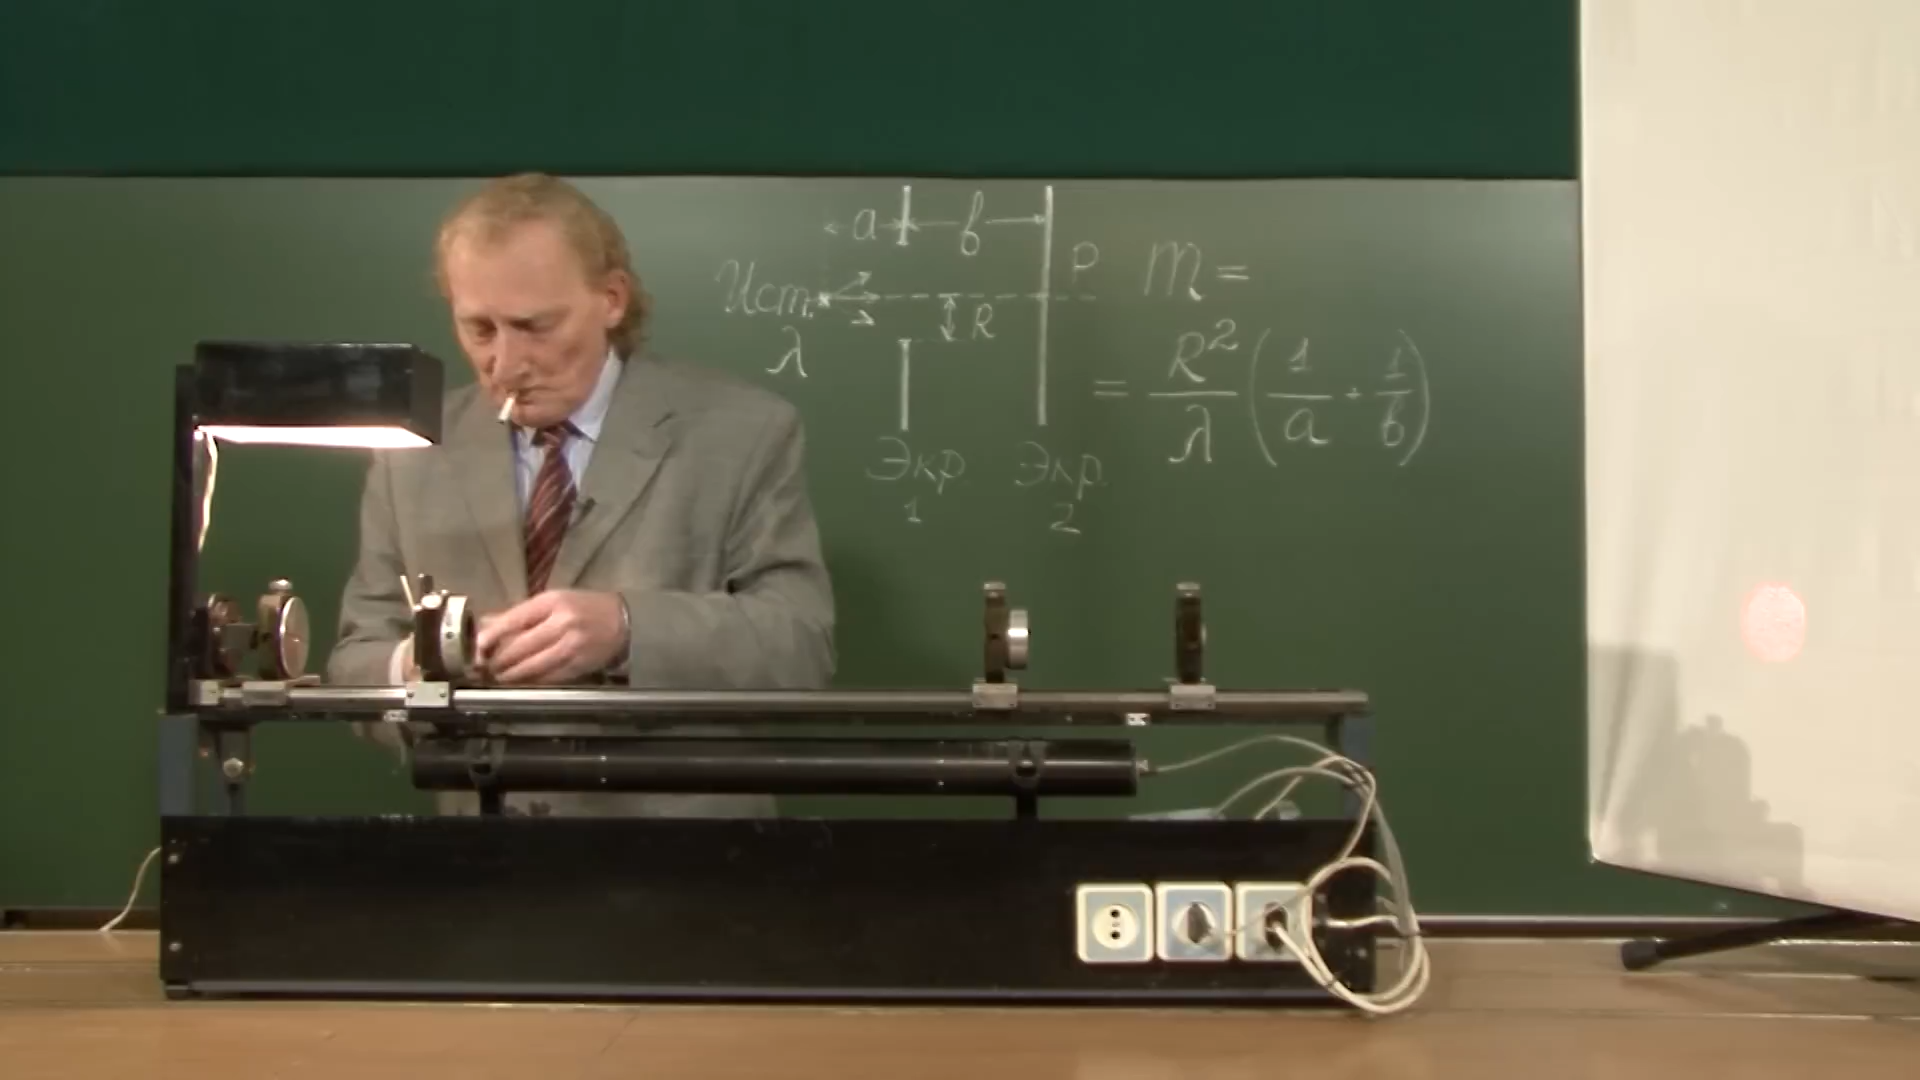 a b
Ист. P
R
λ
Экр. Экр.
1 2
m =
= R²/λ (1/a + 1/b)